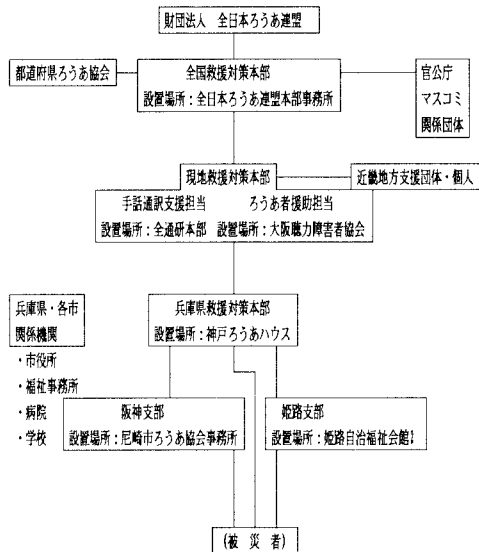 財団法人　全日本ろうあ連盟
都道府県ろうあ協会
全国救援対策本部
設置場所：全日本ろうあ連盟本部事務所
官公庁
マスコミ
関係団体
現地救援対策本部
近畿地方支援団体・個人
手話通訳支援担当　　ろうあ者援助担当
設置場所：全通研本部　設置場所：大阪聴力障害者協会
兵庫県・各市
関係機関
・市役所
・福祉事務所
・病院
・学校
兵庫県救援対策本部
設置場所：神戸ろうあハウス
阪神支部
設置場所：尼崎市ろうあ協会事務所
姫路支部
設置場所：姫路自治福祉会館
(被　災　者)